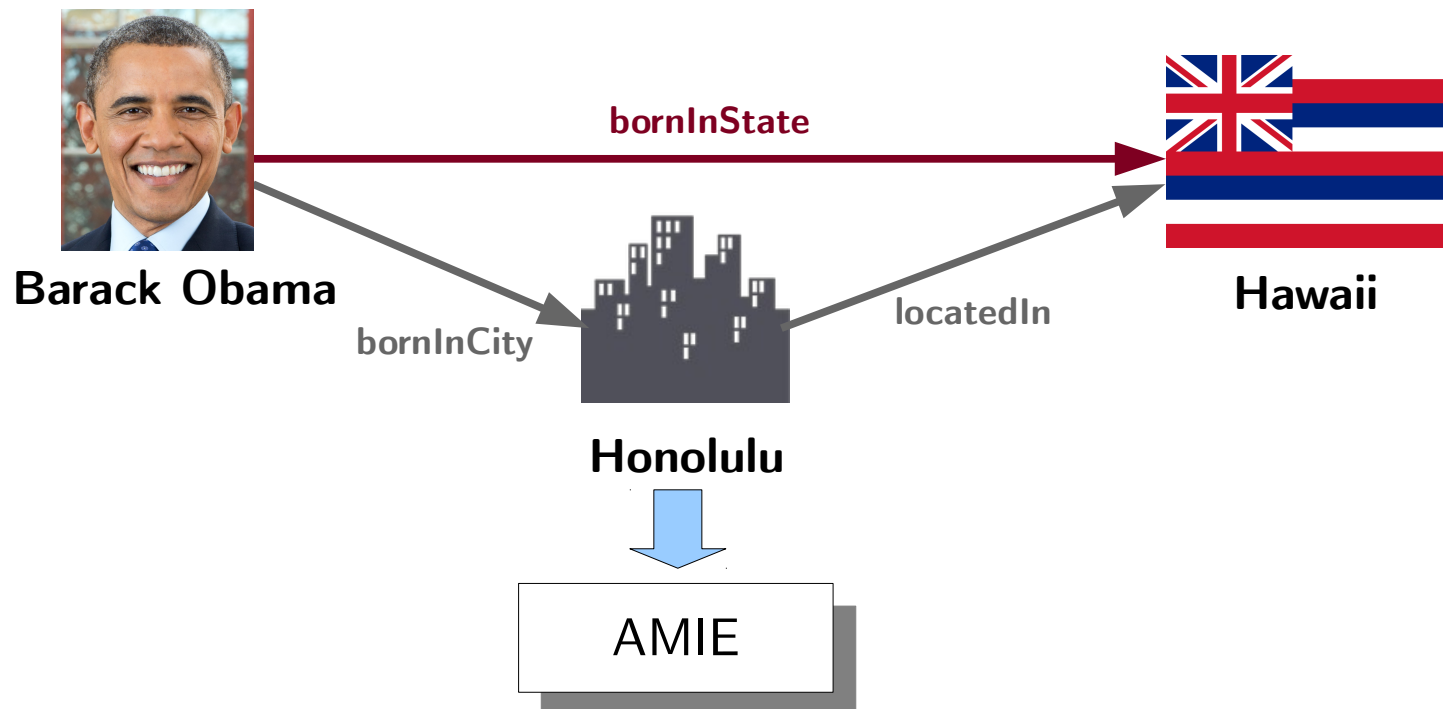 bornInState
Barack Obama
Hawaii
bornInCity
locatedIn
Honolulu
AMIE